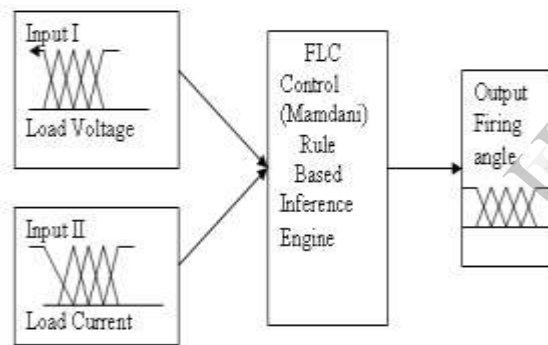 Input I
Load Voltage
Input II
Load Current
FLC
Control
(Mamdani)
Rule
Based
Inference
Engine
Output
Firing
angle